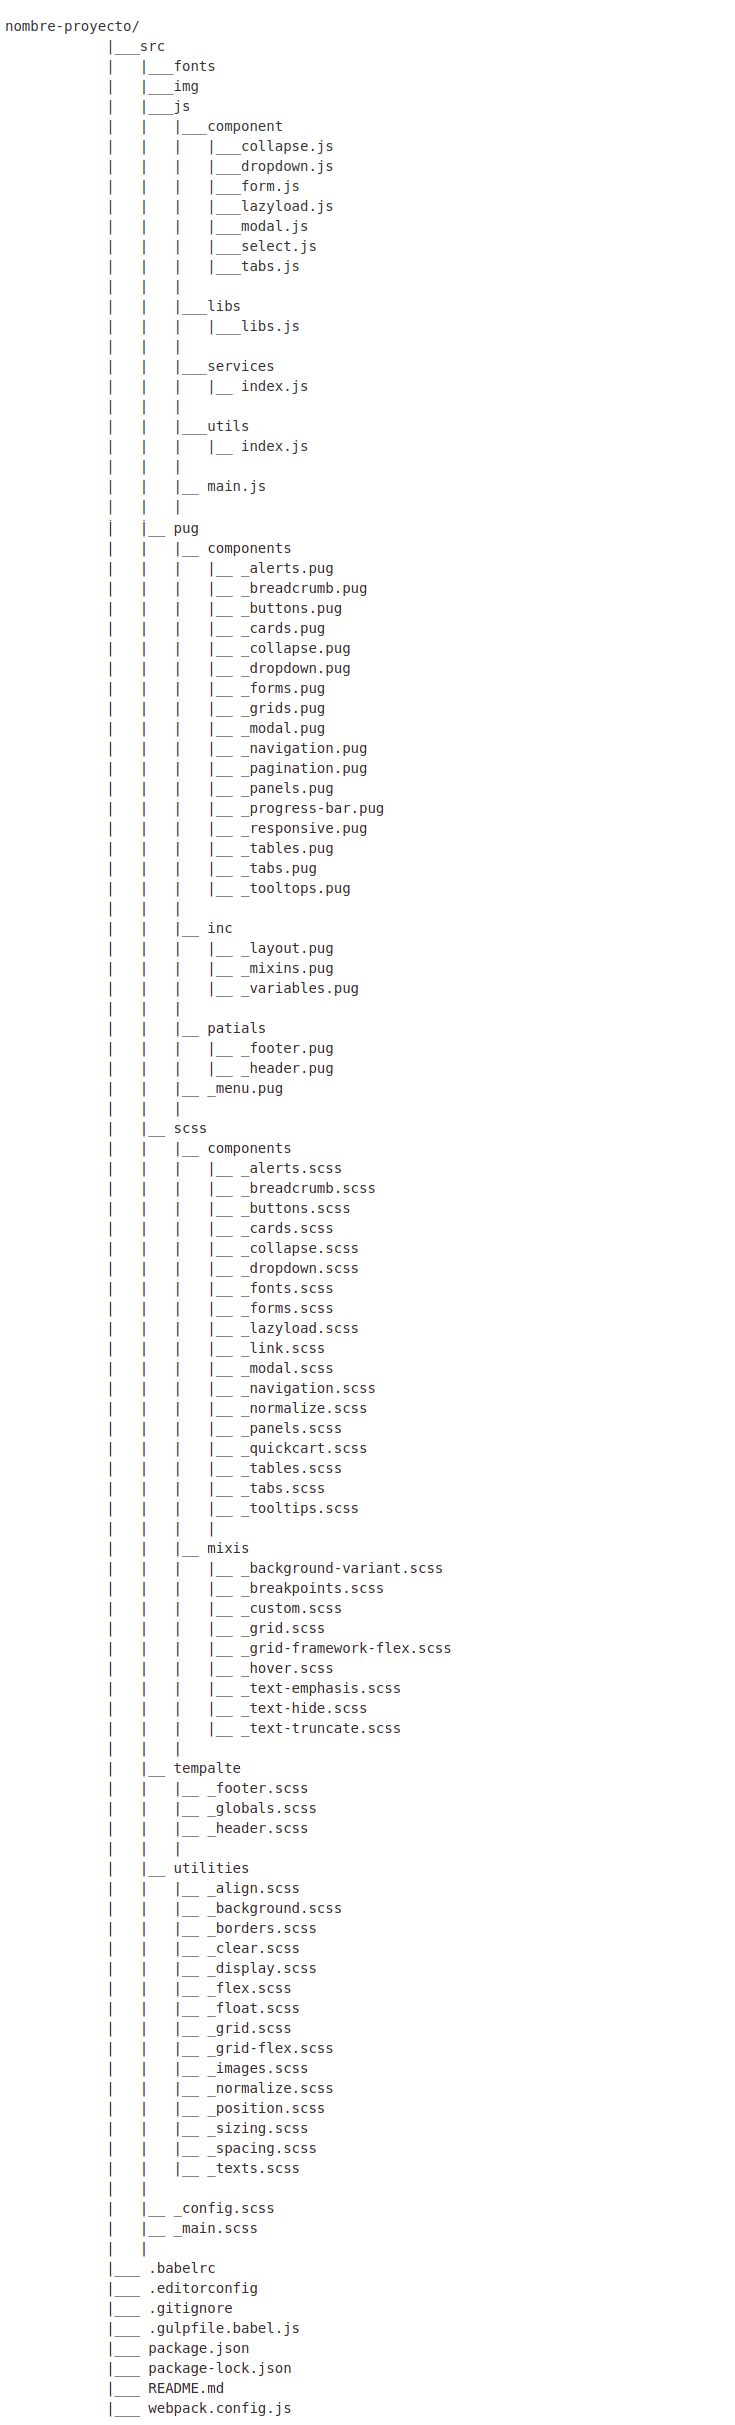 nombre-proyecto/
|___src
|   |___fonts
|   |___img
|   |___js
|   |   |___component
|   |   |   |___collapse.js
|   |   |   |___dropdown.js
|   |   |   |___form.js
|   |   |   |___lazyload.js
|   |   |   |___modal.js
|   |   |   |___select.js
|   |   |   |___tabs.js
|   |   |
|   |   |___libs
|   |   |   |___libs.js
|   |   |
|   |   |___services
|   |   |   |__ index.js
|   |   |
|   |   |___utils
|   |   |   |__ index.js
|   |   |
|   |   |__ main.js
|   |   |
|   |__ pug
|   |   |__ components
|   |   |   |__ _alerts.pug
|   |   |   |__ _breadcrumb.pug
|   |   |   |__ _buttons.pug
|   |   |   |__ _cards.pug
|   |   |   |__ _collapse.pug
|   |   |   |__ _dropdown.pug
|   |   |   |__ _forms.pug
|   |   |   |__ _grids.pug
|   |   |   |__ _modal.pug
|   |   |   |__ _navigation.pug
|   |   |   |__ _pagination.pug
|   |   |   |__ _panels.pug
|   |   |   |__ _progress-bar.pug
|   |   |   |__ _responsive.pug
|   |   |   |__ _tables.pug
|   |   |   |__ _tabs.pug
|   |   |   |__ _tooltops.pug
|   |   |
|   |   |__ inc
|   |   |   |__ _layout.pug
|   |   |   |__ _mixins.pug
|   |   |   |__ _variables.pug
|   |   |
|   |   |__ patials
|   |   |   |__ _footer.pug
|   |   |   |__ _header.pug
|   |   |__ _menu.pug
|   |   |
|   |__ scss
|   |   |__ components
|   |   |   |__ _alerts.scss
|   |   |   |__ _breadcrumb.scss
|   |   |   |__ _buttons.scss
|   |   |   |__ _cards.scss
|   |   |   |__ _collapse.scss
|   |   |   |__ _dropdown.scss
|   |   |   |__ _fonts.scss
|   |   |   |__ _forms.scss
|   |   |   |__ _lazyload.scss
|   |   |   |__ _link.scss
|   |   |   |__ _modal.scss
|   |   |   |__ _navigation.scss
|   |   |   |__ _normalize.scss
|   |   |   |__ _panels.scss
|   |   |   |__ _quickcart.scss
|   |   |   |__ _tables.scss
|   |   |   |__ _tabs.scss
|   |   |   |__ _tooltips.scss
|   |   |   |
|   |   |__ mixis
|   |   |   |__ _background-variant.scss
|   |   |   |__ _breakpoints.scss
|   |   |   |__ _custom.scss
|   |   |   |__ _grid.scss
|   |   |   |__ _grid-framework-flex.scss
|   |   |   |__ _hover.scss
|   |   |   |__ _text-emphasis.scss
|   |   |   |__ _text-hide.scss
|   |   |   |__ _text-truncate.scss
|   |   |
|   |__ tempalte
|   |   |__ _footer.scss
|   |   |__ _globals.scss
|   |   |__ _header.scss
|   |   |
|   |__ utilities
|   |   |__ _align.scss
|   |   |__ _background.scss
|   |   |__ _borders.scss
|   |   |__ _clear.scss
|   |   |__ _display.scss
|   |   |__ _flex.scss
|   |   |__ _float.scss
|   |   |__ _grid.scss
|   |   |__ _grid-flex.scss
|   |   |__ _images.scss
|   |   |__ _normalize.scss
|   |   |__ _position.scss
|   |   |__ _sizing.scss
|   |   |__ _spacing.scss
|   |   |__ _texts.scss
|   |
|   |__ _config.scss
|   |__ _main.scss
|   |
|___ .babelrc
|___ .editorconfig
|___ .gitignore
|___ .gulpfile.babel.js
|___ package.json
|___ package-lock.json
|___ README.md
|___ webpack.config.js